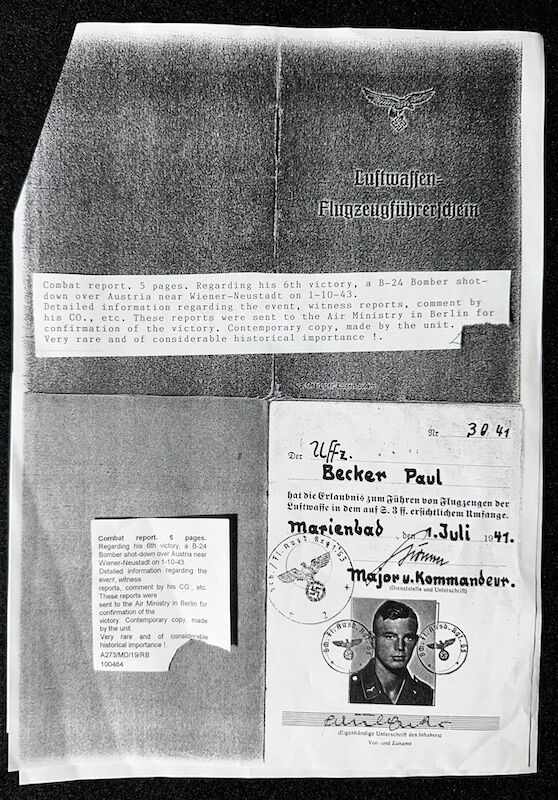 Luftwaffen=
Flugzeugführerschein
Combat report. 5 pages. Regarding his 6th victory, a B-24 Bomber shot-
down over Austria near Wiener-Neustadt on 1-10-43.
Detailed information regarding the event, witness reports, comment by
his CO., etc. These reports were sent to the Air Ministry in Berlin for
confirmation of the victory. Contemporary copy, made by the unit.
Very rare and of considerable historical importance !.
Nr 3041
Der Uffz.
Becker Paul
hat die Erlaubnis zum Führen von Flugzeugen der
Luftwaffe in dem auf S. 3 ff. ersichtlichen Umfange.
Marienbad, den 1. Juli 1941.
Major u. Kommandeur.
(Dienststelle und Unterschrift)
(Eigenhändige Unterschrift des Inhabers)
Vor- und Zuname
Combat report. 5 pages.
Regarding his 6th victory, a B-24
Bomber shot-down over Austria near
Wiener-Neustadt on 1-10-43.
Detailed information regarding the
event, witness
reports, comment by his CO., etc.
These reports were
sent to the Air Ministry in Berlin for
confirmation of the
victory. Contemporary copy, made
by the unit.
Very rare and of considerable
historical importance !.
A273/MD/19/RB
100484